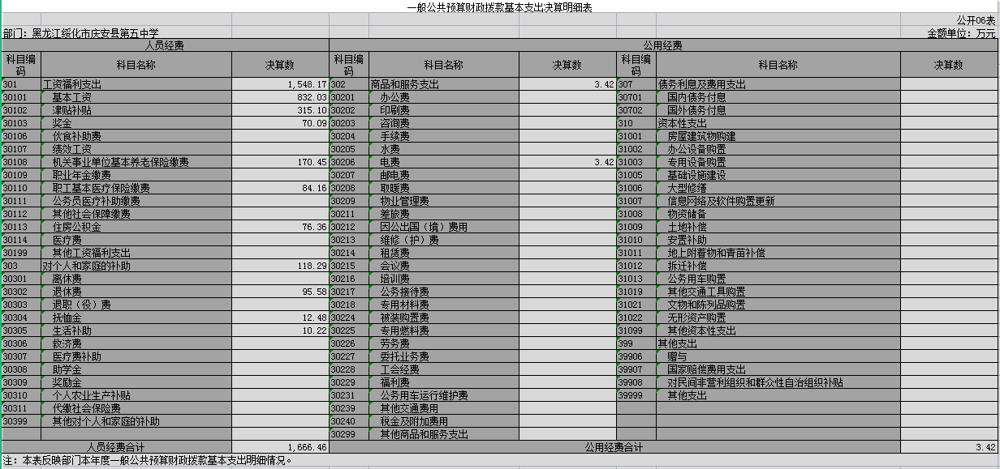 一般公共预算财政拨款基本支出决算明细表
公开06表
部门：黑龙江绥化市庆安县第五中学 金额单位：万元
人员经费 公用经费
科目编码 科目名称 决算数 科目编码 科目名称 决算数 科目编码 科目名称 决算数
301 工资福利支出 1,548.17 302 商品和服务支出 3.42 307 债务利息及费用支出
30101 基本工资 832.03 30201 办公费 30701 国内债务付息
30102 津贴补贴 315.10 30202 印刷费 30702 国外债务付息
30103 奖金 70.09 30203 咨询费 310 资本性支出
30106 伙食补助费 30204 手续费 31001 房屋建筑物购建
30107 绩效工资 30205 水费 31002 办公设备购置
30108 机关事业单位基本养老保险缴费 170.45 30206 电费 3.42 31003 专用设备购置
30109 职业年金缴费 30207 邮电费 31005 基础设施建设
30110 职工基本医疗保险缴费 84.16 30208 取暖费 31006 大型修缮
30111 公务员医疗补助缴费 30209 物业管理费 31007 信息网络及软件购置更新
30112 其他社会保障缴费 30211 差旅费 31008 物资储备
30113 住房公积金 76.36 30212 因公出国（境）费用 31009 土地补偿
30114 医疗费 30213 维修（护）费 31010 安置补助
30199 其他工资福利支出 30214 租赁费 31011 地上附着物和青苗补偿
303 对个人和家庭的补助 118.29 30215 会议费 31012 拆迁补偿
30301 离休费 30216 培训费 31013 公务用车购置
30302 退休费 95.58 30217 公务接待费 31019 其他交通工具购置
30303 退职（役）费 30218 专用材料费 31021 文物和陈列品购置
30304 抚恤金 12.48 30224 被装购置费 31022 无形资产购置
30305 生活补助 10.22 30225 专用燃料费 31099 其他资本性支出
30306 救济费 30226 劳务费 399 其他支出
30307 医疗费补助 30227 委托业务费 39906 赠与
30308 助学金 30228 工会经费 39907 国家赔偿费用支出
30309 奖励金 30229 福利费 39908 对民间非营利组织和群众性自治组织补贴
30310 个人农业生产补贴 30231 公务用车运行维护费 39999 其他支出
30311 代缴社会保险费 30239 其他交通费用
30399 其他对个人和家庭的补助 30240 税金及附加费用
30299 其他商品和服务支出
人员经费合计 1,666.46 公用经费合计 3.42
注：本表反映部门本年度一般公共预算财政拨款基本支出明细情况。